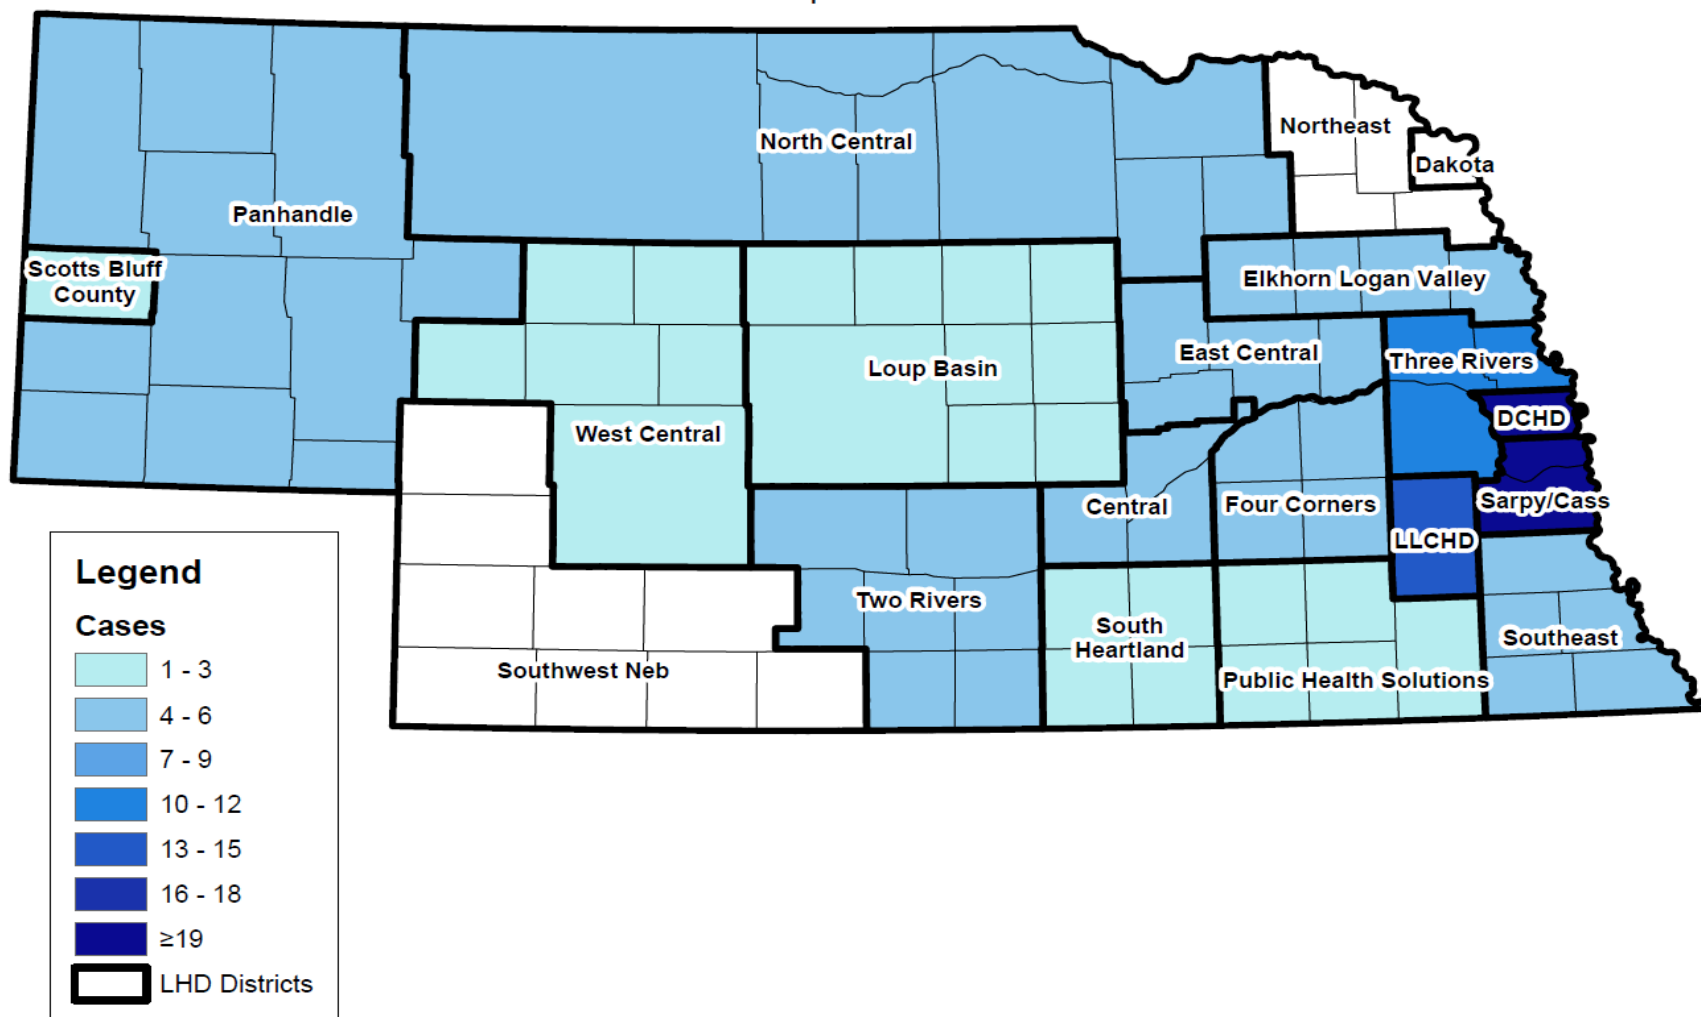 North Central
Northeast
Dakota
Panhandle
Scotts Bluff
County
Elkhorn Logan Valley
East Central
Three Rivers
Loup Basin
DCHD
West Central
Sarpy/Cass
Central
Four Corners
LLCHD
Two Rivers
South
Heartland
Southeast
Southwest Neb
Public Health Solutions
Legend
Cases
1 - 3
4 - 6
7 - 9
10 - 12
13 - 15
16 - 18
≥19
LHD Districts